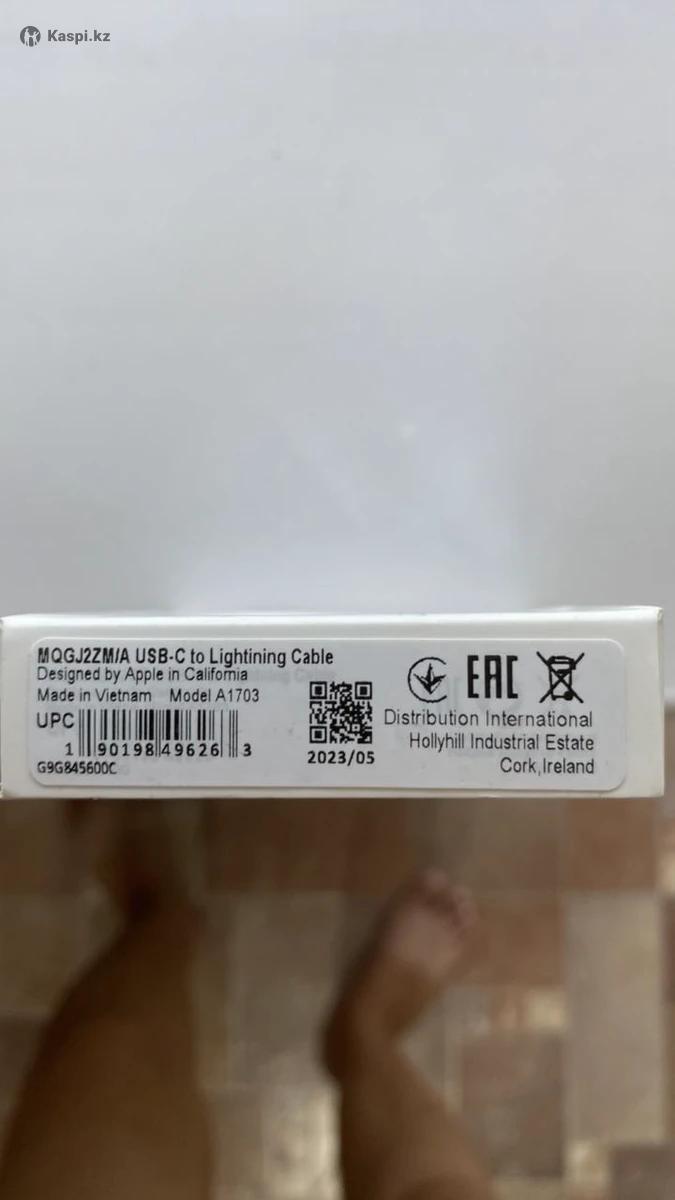 Kaspi.kz
MQGJ2ZM/A USB-C to Lightining Cable
Designed by Apple in California
Made in Vietnam Model A1703
UPC
1 90198 49626 3
G9G845600C
2023/05
EAC
Distribution International
Hollyhill Industrial Estate
Cork,Ireland